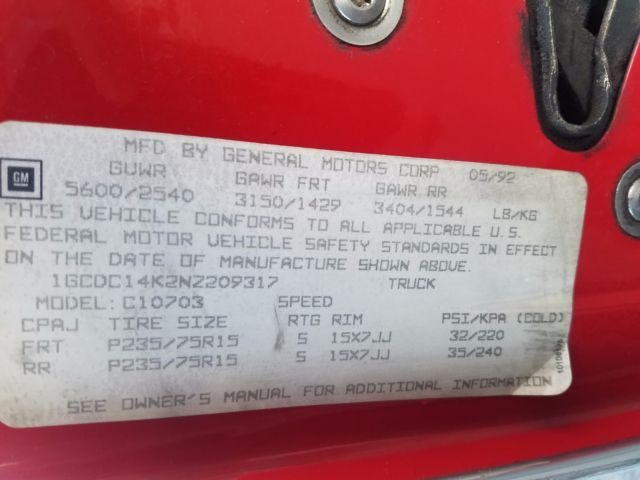 MFD BY GENERAL MOTORS CORP 05/92
GM
GVWR GAWR FRT GAWR RR
5600/2540 3150/1429 3404/1544 LB/KG
THIS VEHICLE CONFORMS TO ALL APPLICABLE U.S.
FEDERAL MOTOR VEHICLE SAFETY STANDARDS IN EFFECT
ON THE DATE OF MANUFACTURE SHOWN ABOVE.
1GCDC14K2NZ209317 TRUCK
MODEL: C10703 SPEED
CPAJ TIRE SIZE RTG RIM PSI/KPA (COLD)
FRT P235/75R15 S 15X7JJ 32/220
RR P235/75R15 S 15X7JJ 35/240
SEE OWNER'S MANUAL FOR ADDITIONAL INFORMATION